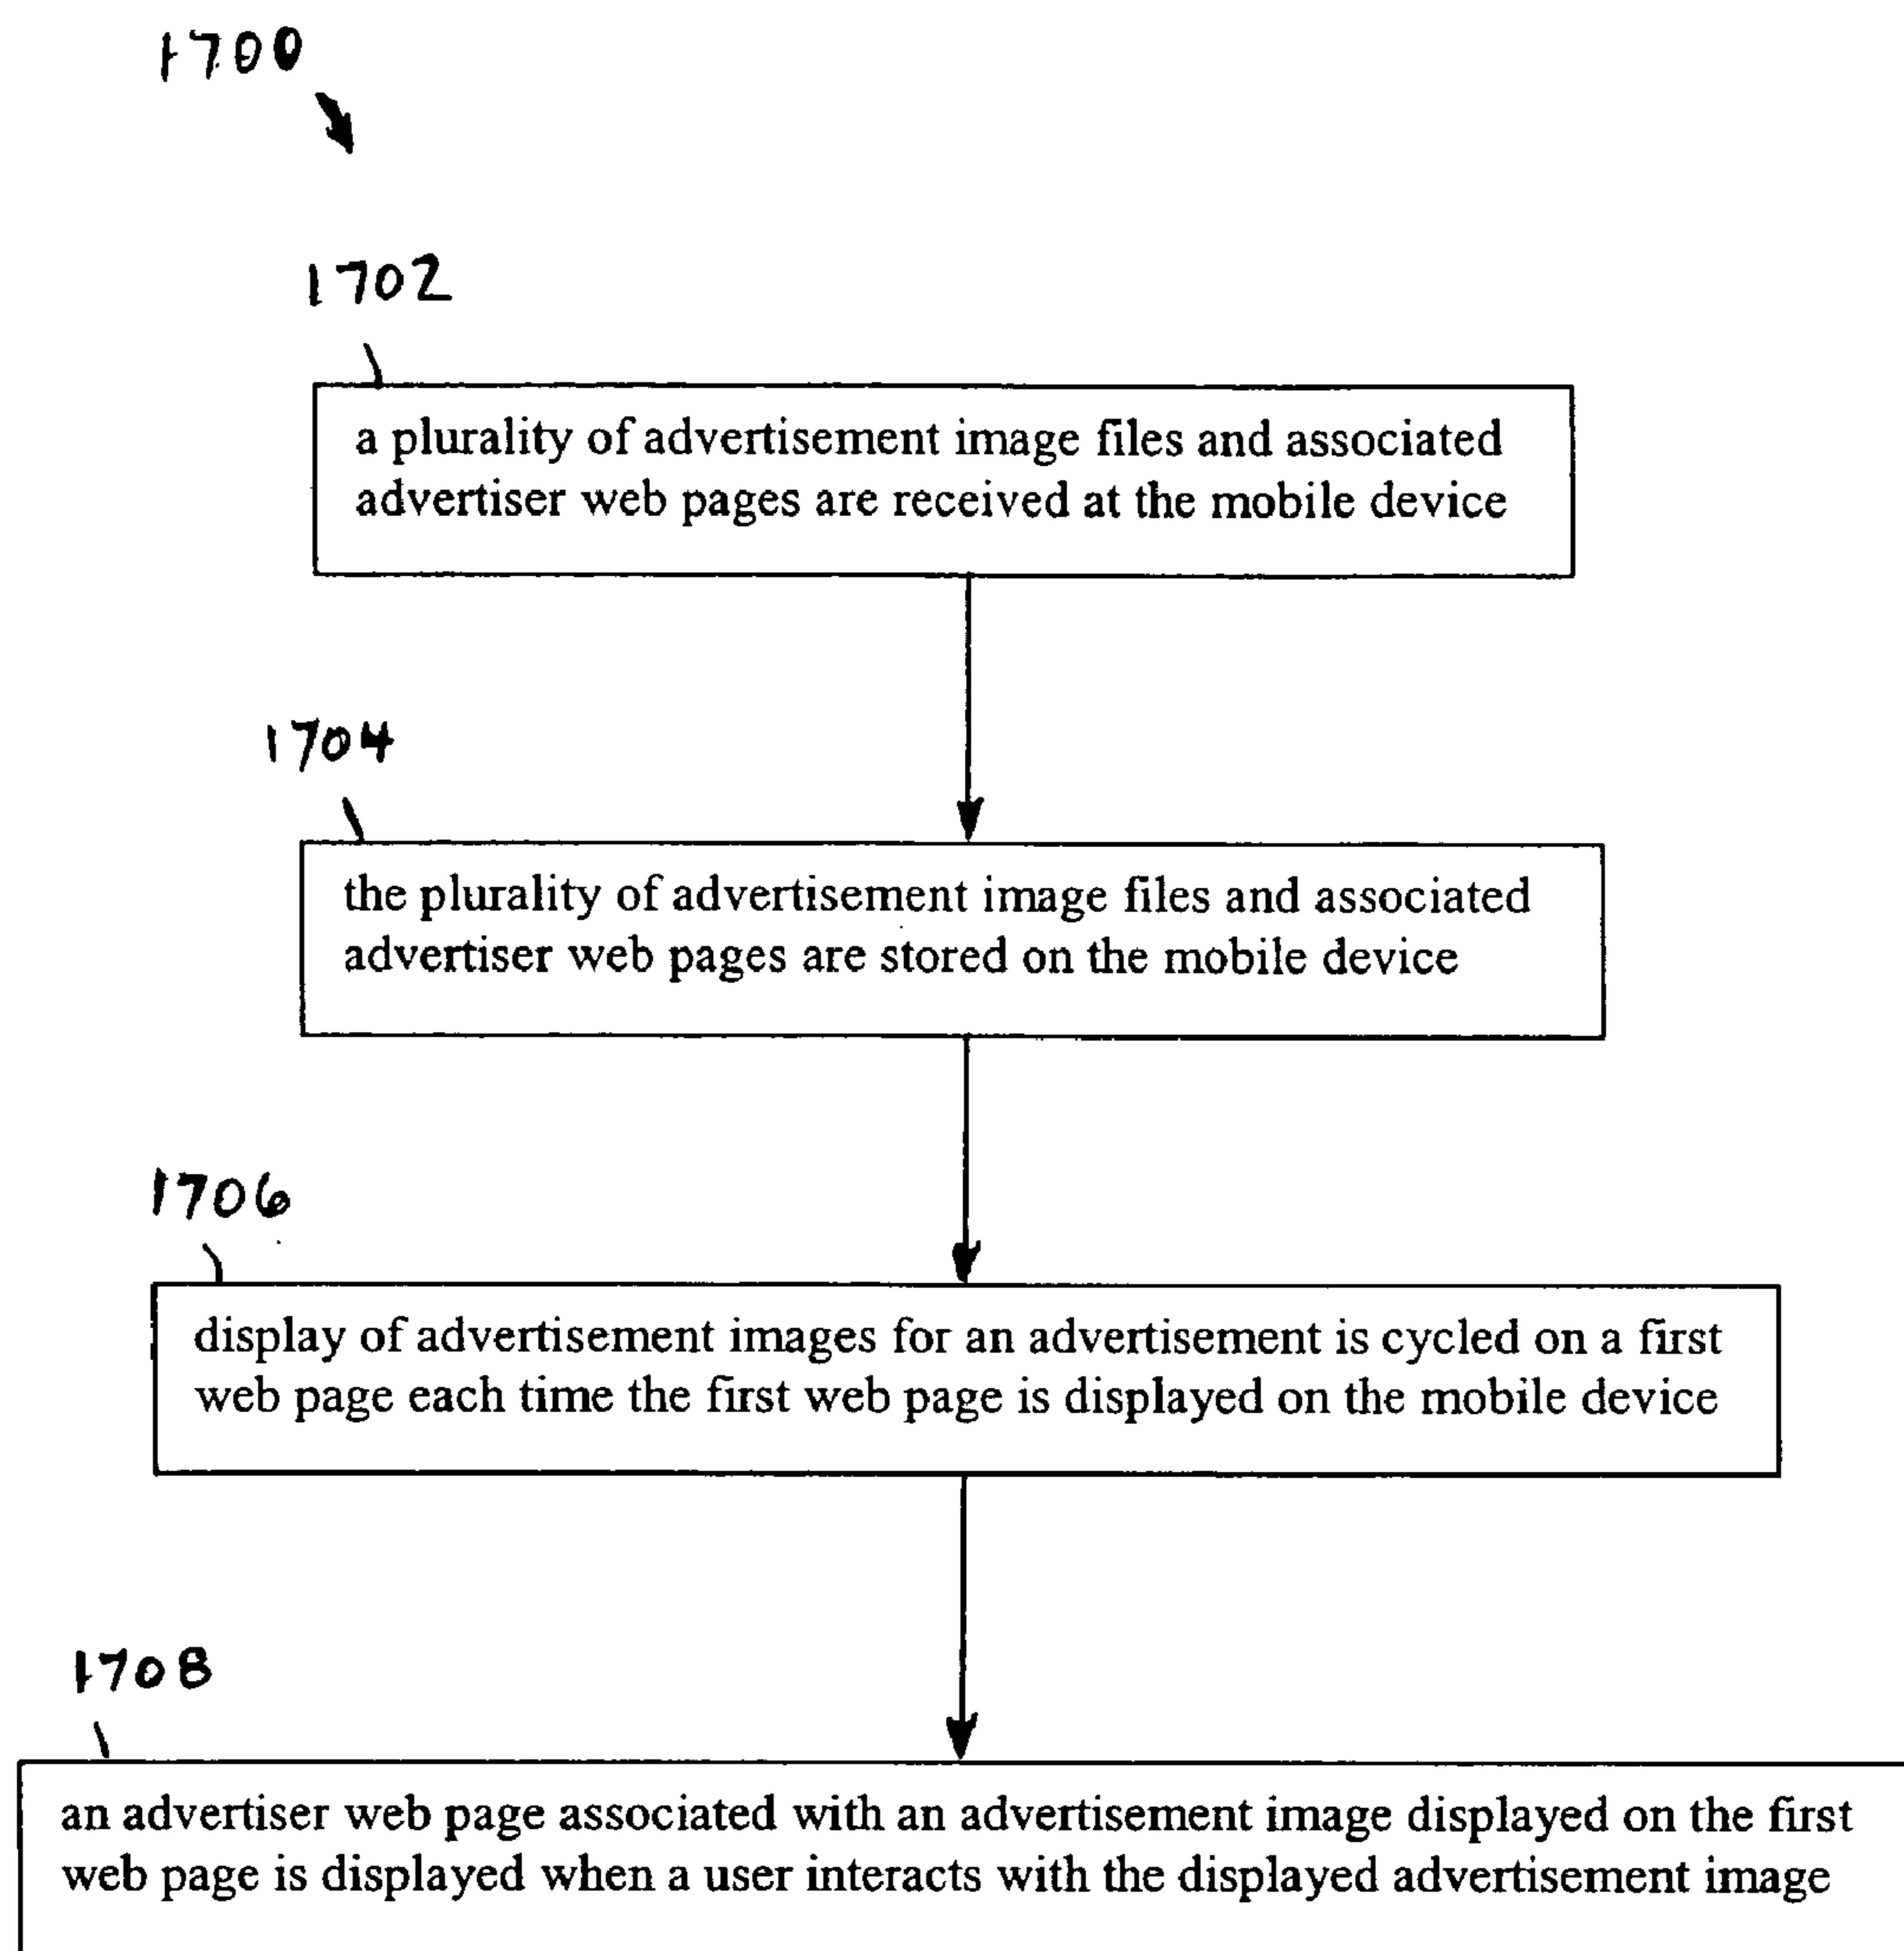 1700
1702
a plurality of advertisement image files and associated
advertiser web pages are received at the mobile device
1704
the plurality of advertisement image files and associated
advertiser web pages are stored on the mobile device
1706
display of advertisement images for an advertisement is cycled on a first
web page each time the first web page is displayed on the mobile device
1708
an advertiser web page associated with an advertisement image displayed on the first
web page is displayed when a user interacts with the displayed advertisement image